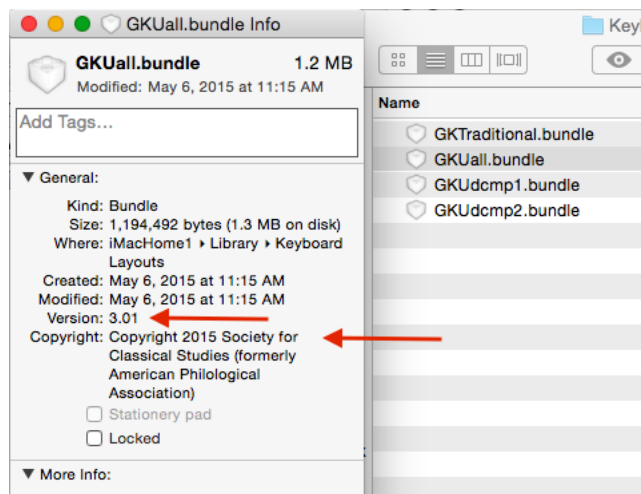 GKUall.bundle Info
GKUall.bundle 1.2 MB
Modified: May 6, 2015 at 11:15 AM
Add Tags...
▼ General:
Kind: Bundle
Size: 1,194,492 bytes (1.3 MB on disk)
Where: iMacHome1 ▸ Library ▸ Keyboard
Layouts
Created: May 6, 2015 at 11:15 AM
Modified: May 6, 2015 at 11:15 AM
Version: 3.01
Copyright: Copyright 2015 Society for
Classical Studies (formerly
American Philological
Association)
Stationery pad
Locked
▼ More Info:
Name
GKTraditional.bundle
GKUall.bundle
GKUdcmp1.bundle
GKUdcmp2.bundle